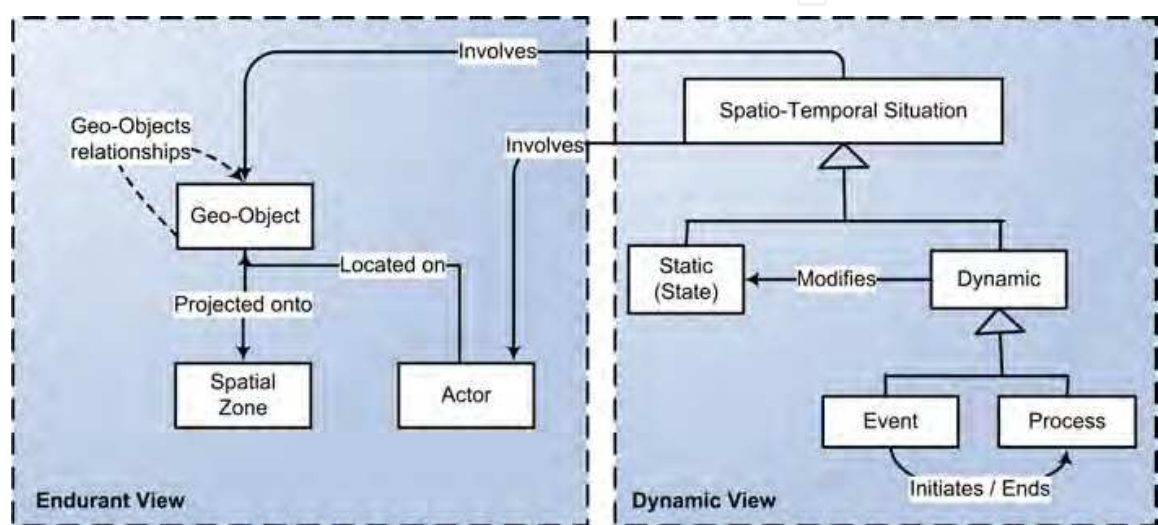 Involves
Spatio-Temporal Situation
Geo-Objects
relationships
Involves
Geo-Object
Located on
Static
(State)
Modifies
Dynamic
Projected onto
Spatial
Zone
Actor
Event
Process
Initiates / Ends
Endurant View
Dynamic View